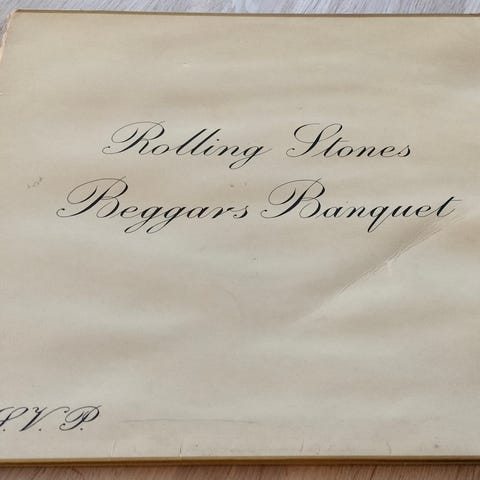 Rolling Stones
Beggars Banquet
S.V.P.